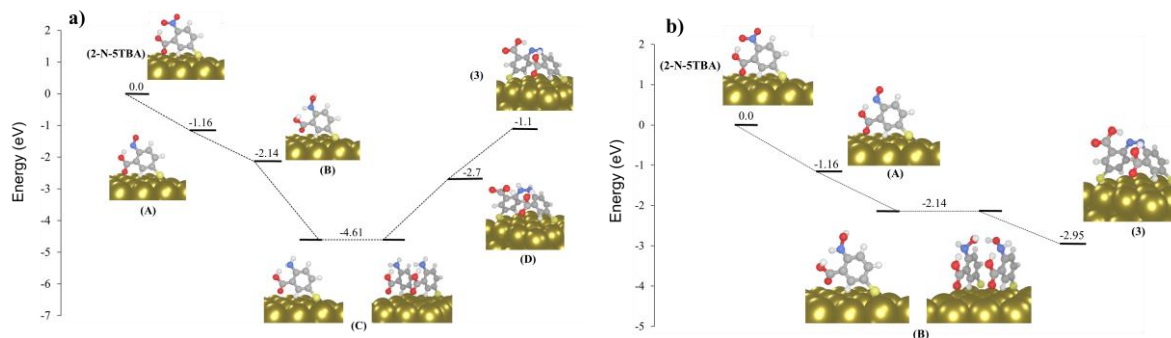 a)
2
1
0
-1
-2
-3
-4
-5
-6
-7
Energy (eV)
(2-N-5TBA)
0.0
-1.16
(A)
-2.14
(B)
-4.61
(C)
-2.7
(D)
-1.1
(3)
b)
2
1
0
-1
-2
-3
-4
-5
Energy (eV)
(2-N-5TBA)
0.0
-1.16
(A)
-2.14
(B)
-2.95
(3)